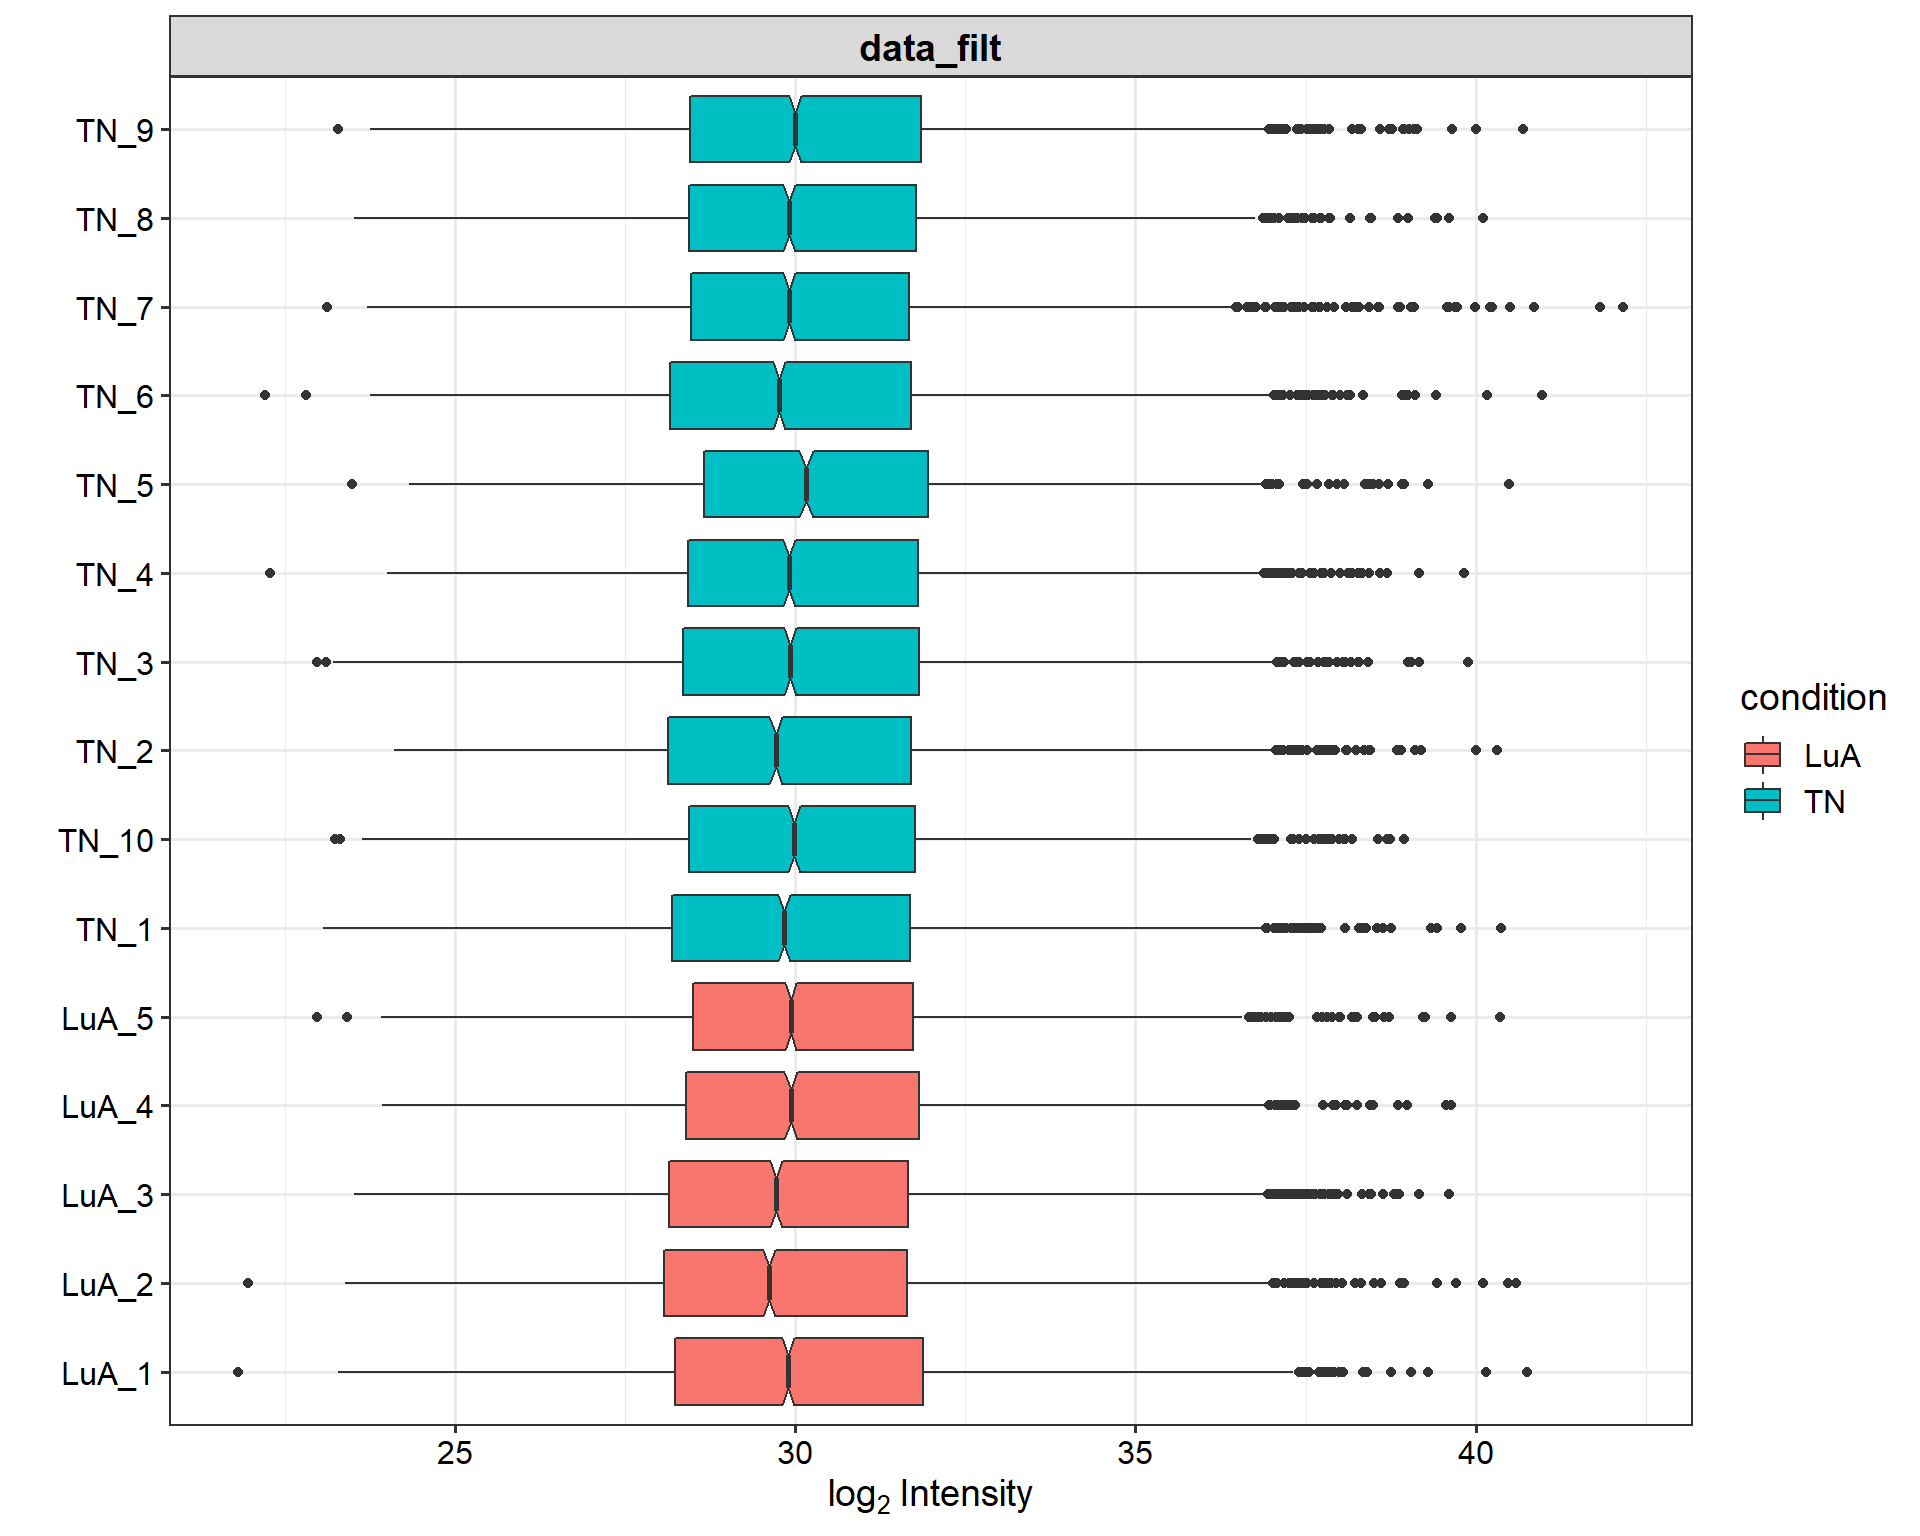 data_filt
TN_9
TN_8
TN_7
TN_6
TN_5
TN_4
TN_3
TN_2
TN_10
TN_1
LuA_5
LuA_4
LuA_3
LuA_2
LuA_1
25 30 35 40
log2 Intensity
condition
LuA
TN